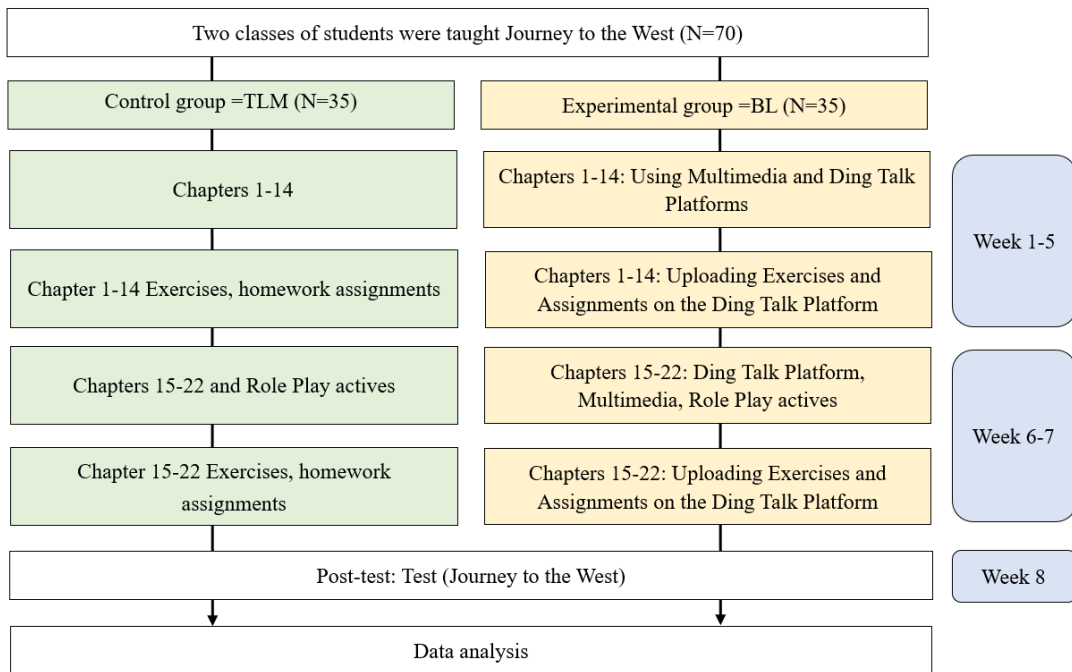 Two classes of students were taught Journey to the West (N=70)
Control group =TLM (N=35)
Experimental group =BL (N=35)
Chapters 1-14
Chapters 1-14: Using Multimedia and Ding Talk
Platforms
Week 1-5
Chapter 1-14 Exercises, homework assignments
Chapters 1-14: Uploading Exercises and
Assignments on the Ding Talk Platform
Chapters 15-22 and Role Play actives
Chapters 15-22: Ding Talk Platform,
Multimedia, Role Play actives
Week 6-7
Chapter 15-22 Exercises, homework
assignments
Chapters 15-22: Uploading Exercises and
Assignments on the Ding Talk Platform
Post-test: Test (Journey to the West)
Week 8
Data analysis